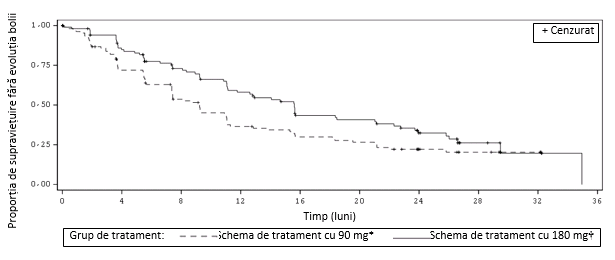 Proporția de supraviețuire fără evoluția bolii
+ Cenzurat
1·00
0·75
0·50
0·25
0·00
0 4 8 12 16 20 24 28 32 36
Timp (luni)
Grup de tratament: Schema de tratament cu 90 mg* Schema de tratament cu 180 mg†